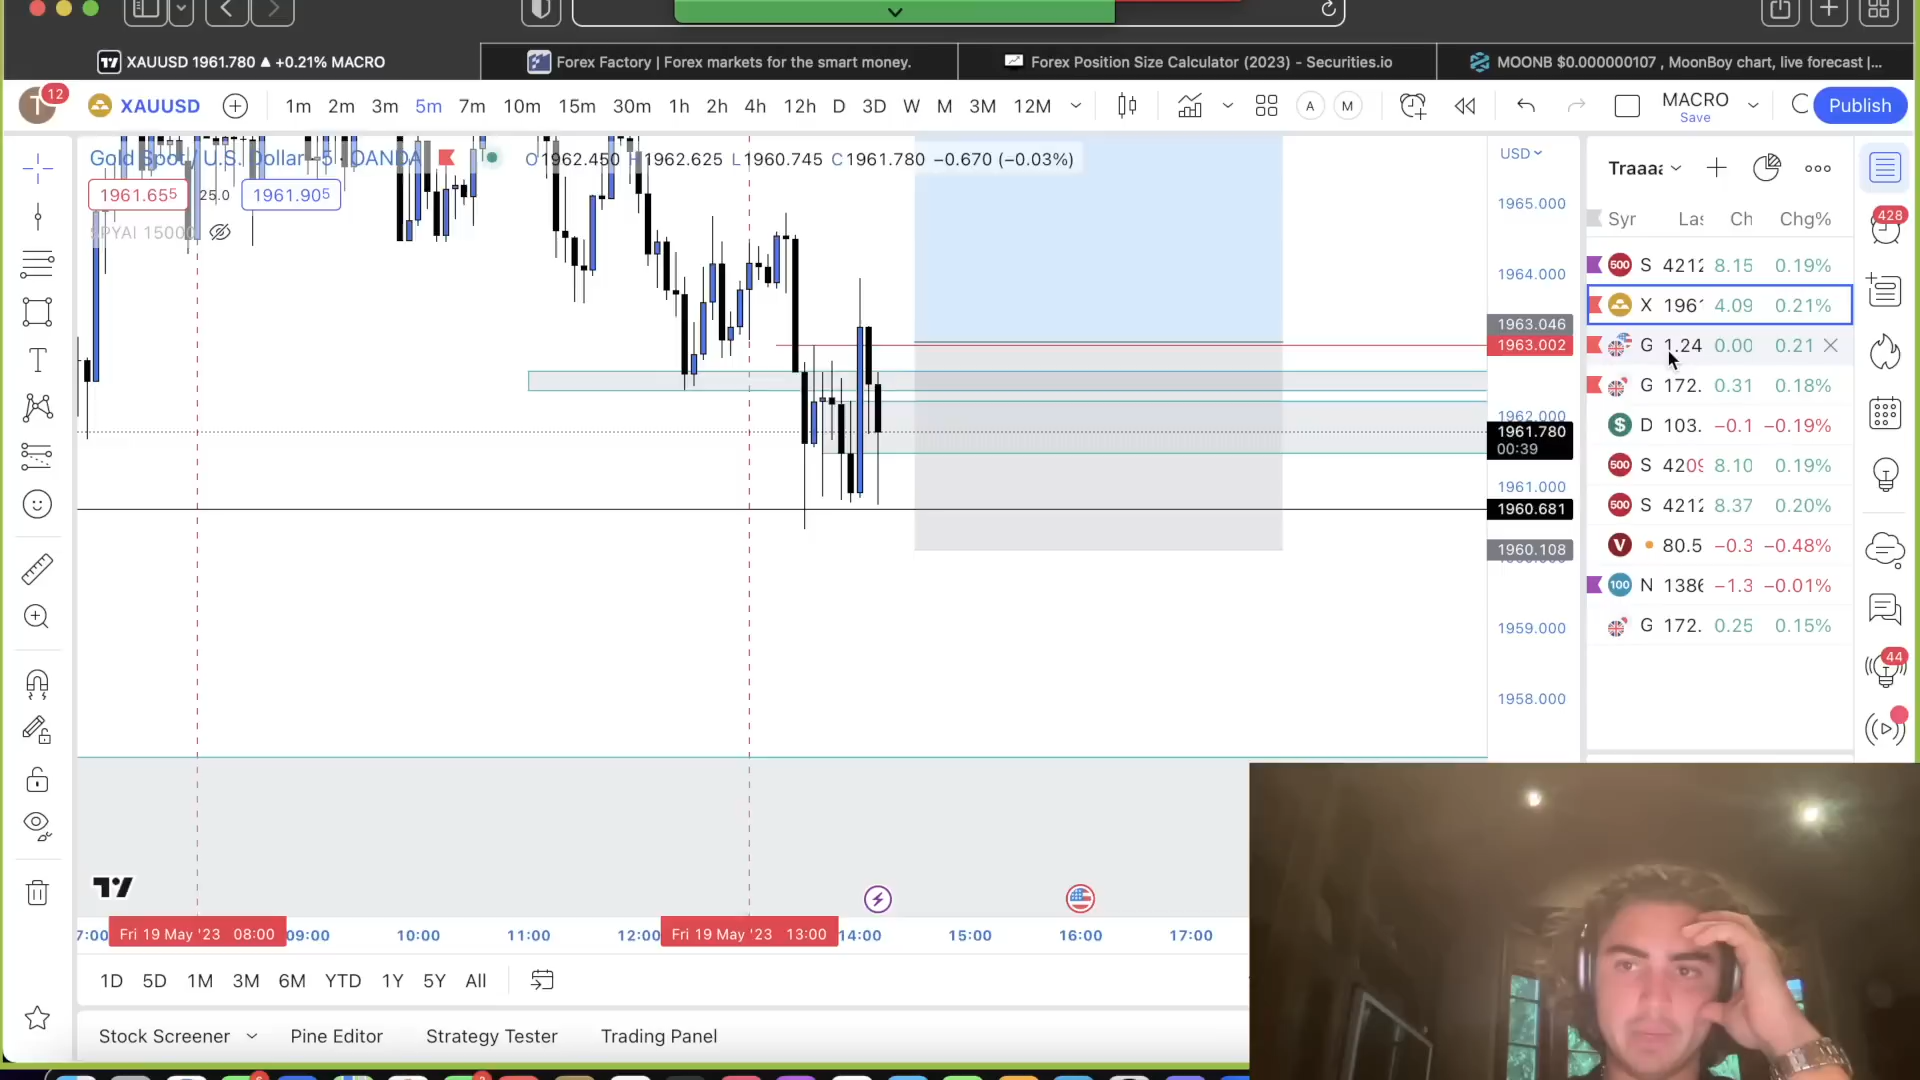 XAUUSD 1961.780 ▲ +0.21% MACRO
Forex Factory | Forex markets for the smart money.
Forex Position Size Calculator (2023) - Securities.io
MOONB $0.000000107 , MoonBoy chart, live forecast |...
T 12
XAUUSD
1m 2m 3m 5m 7m 10m 15m 30m 1h 2h 4h 12h D 3D W M 3M 12M
A M
MACRO
Save
Publish
Gold Spot / U.S. Dollar · 5 · OANDA
O1962.450 H1962.625 L1960.745 C1961.780 −0.670 (−0.03%)
1961.655 25.0 1961.905
SPYAI 15000
USD
1965.000
1964.000
1963.046
1963.002
1962.000
1961.780
00:39
1961.000
1960.681
1960.108
1959.000
1958.000
Traaaa
Syr Las Ch Chg%
500 S 4212 8.15 0.19%
X 1961 4.09 0.21%
G 1.24 0.00 0.21
G 172. 0.31 0.18%
$ D 103. −0.1 −0.19%
500 S 4209 8.10 0.19%
500 S 4212 8.37 0.20%
V 80.5 −0.3 −0.48%
100 N 1386 −1.3 −0.01%
G 172. 0.25 0.15%
428
44
7:00 Fri 19 May '23 08:00 09:00 10:00 11:00 12:00 Fri 19 May '23 13:00 14:00 15:00 16:00 17:00
1D 5D 1M 3M 6M YTD 1Y 5Y All
Stock Screener Pine Editor Strategy Tester Trading Panel